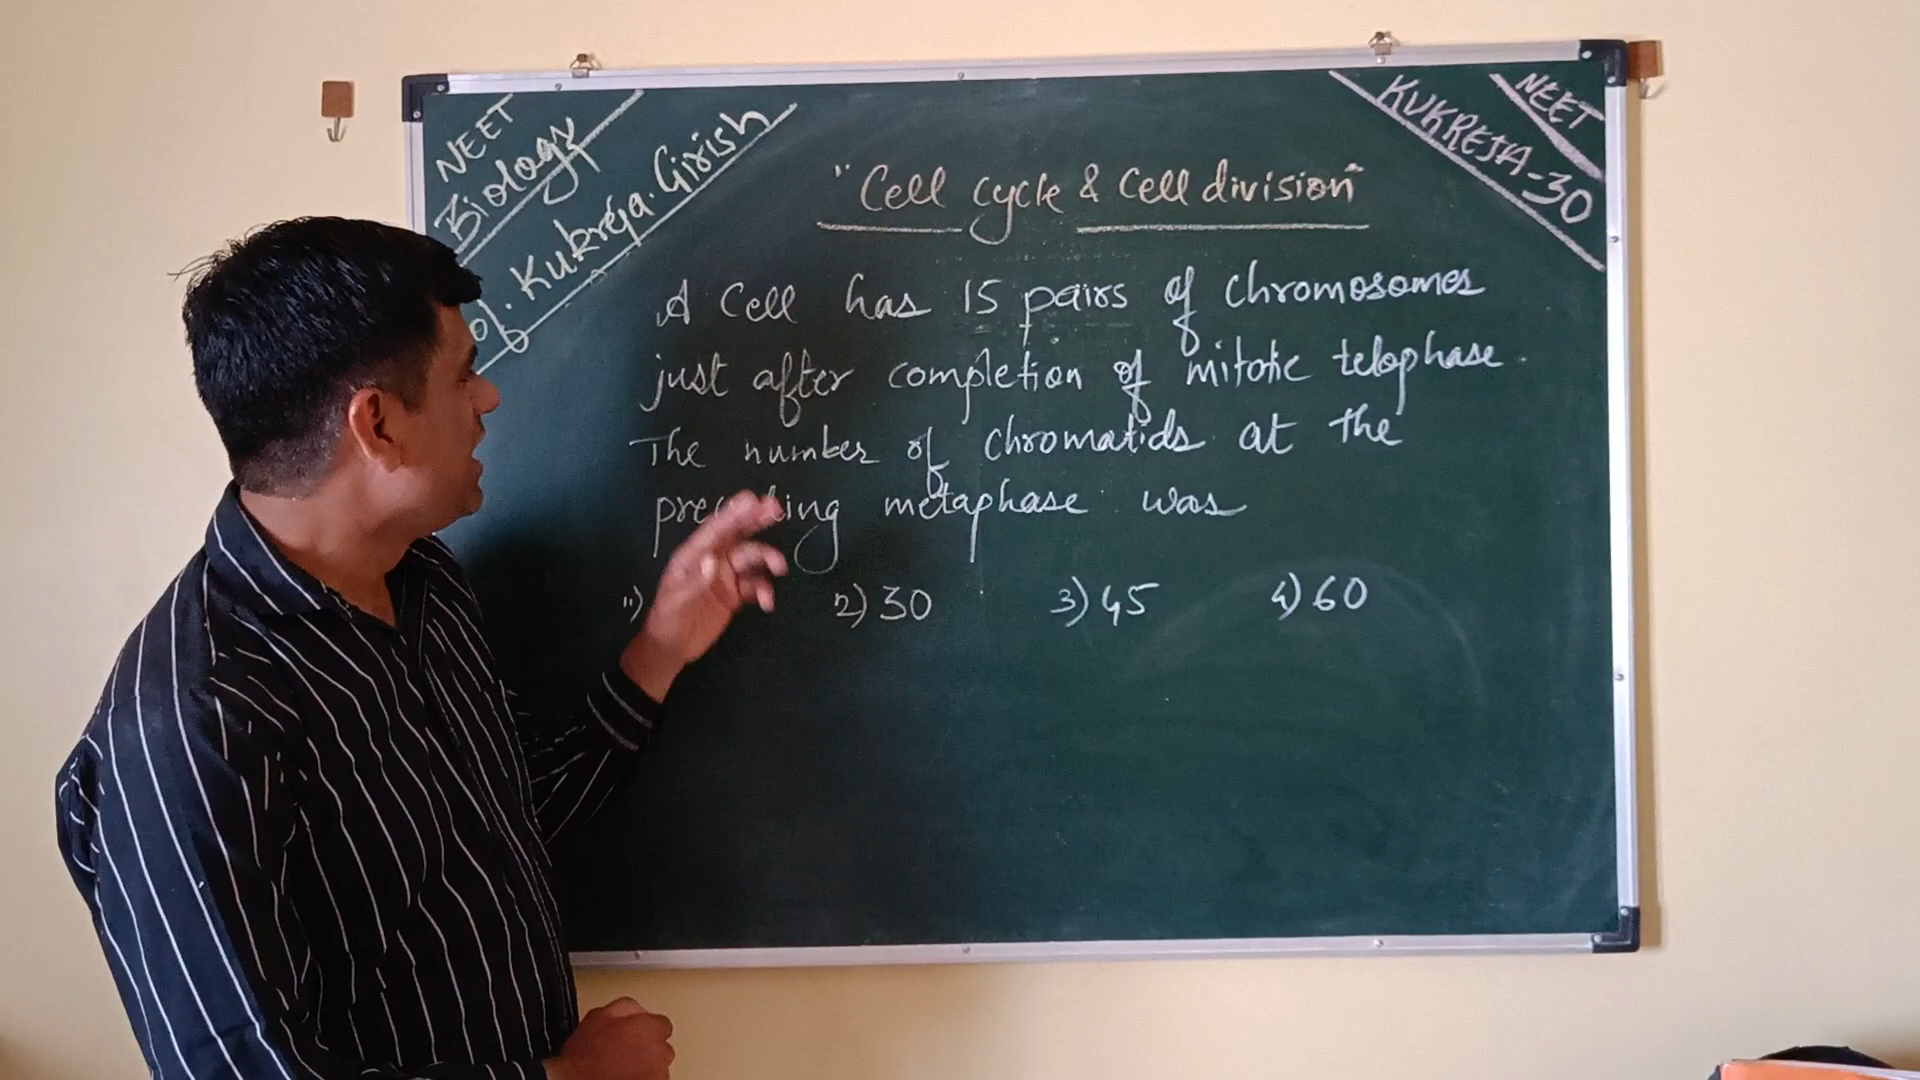 NEET
Biology
Kukreja. Girish
NEET
KUKREJA-30
"Cell cycle & Cell division"
A Cell has 15 pairs of chromosomes
just after completion of mitotic telophase.
The number of chromatids at the
metaphase was
1) 2) 30 3) 45 4) 60